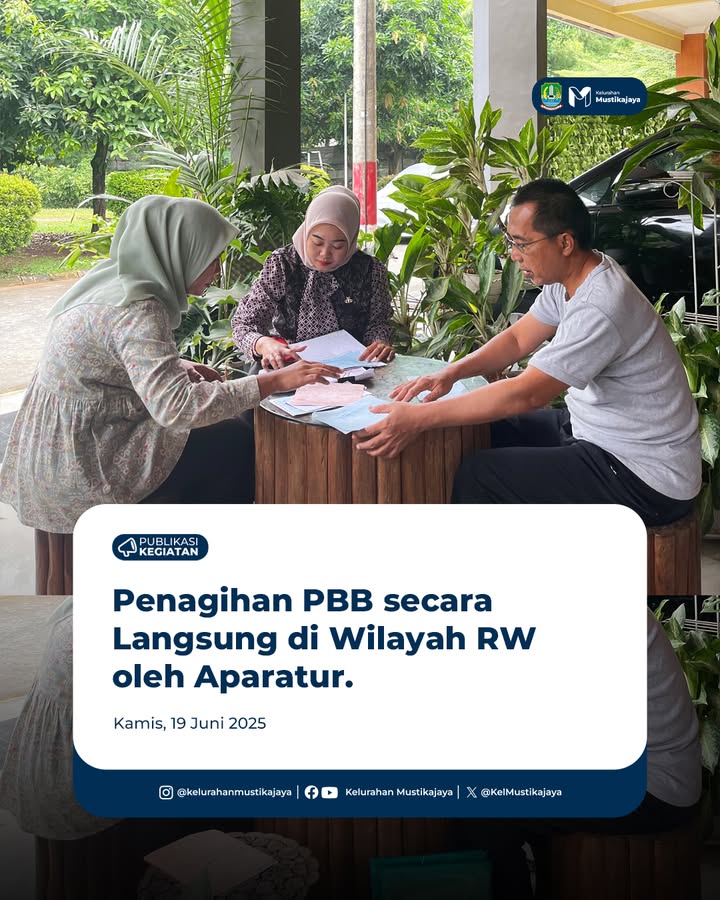 Kelurahan
Mustikajaya
PUBLIKASI
KEGIATAN
Penagihan PBB secara
Langsung di Wilayah RW
oleh Aparatur.
Kamis, 19 Juni 2025
@kelurahanmustikajaya | Kelurahan Mustikajaya | @KelMustikajaya